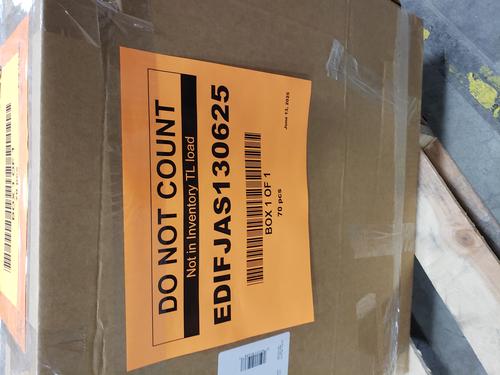 DO NOT COUNT
Not in Inventory TL load
EDIFJAS130625
BOX 1 OF 1
70 pcs
June 13, 2025